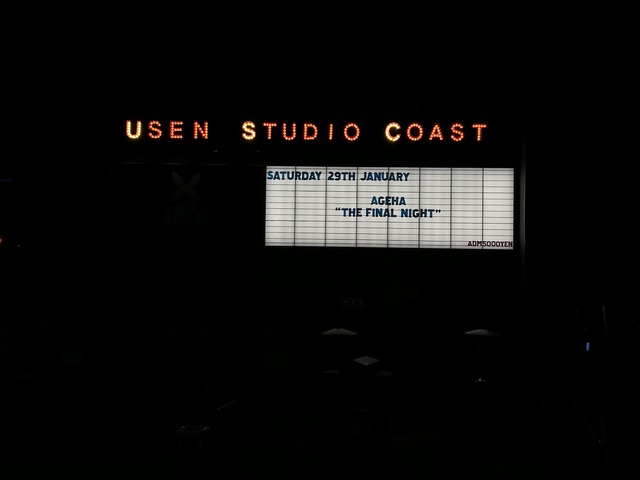 USEN STUDIO COAST
SATURDAY 29TH JANUARY
AGEHA
"THE FINAL NIGHT"
ADM5000YEN